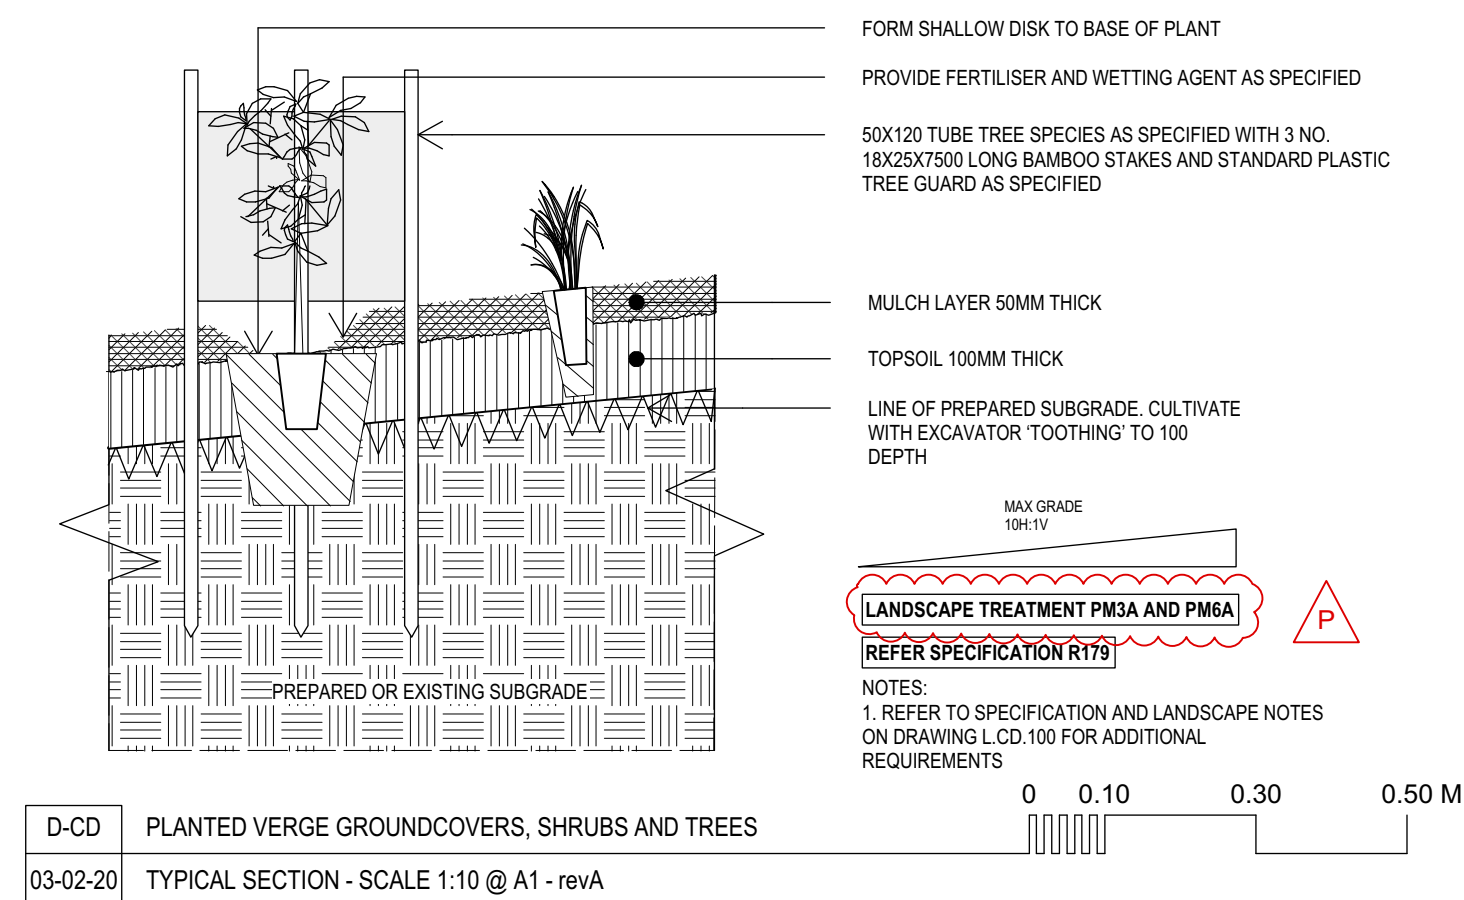 FORM SHALLOW DISK TO BASE OF PLANT
PROVIDE FERTILISER AND WETTING AGENT AS SPECIFIED
50X120 TUBE TREE SPECIES AS SPECIFIED WITH 3 NO.
18X25X7500 LONG BAMBOO STAKES AND STANDARD PLASTIC
TREE GUARD AS SPECIFIED
MULCH LAYER 50MM THICK
TOPSOIL 100MM THICK
LINE OF PREPARED SUBGRADE. CULTIVATE
WITH EXCAVATOR ‘TOOTHING’ TO 100
DEPTH
MAX GRADE
10H:1V
LANDSCAPE TREATMENT PM3A AND PM6A
P
REFER SPECIFICATION R179
PREPARED OR EXISTING SUBGRADE
NOTES:
1. REFER TO SPECIFICATION AND LANDSCAPE NOTES
ON DRAWING L.CD.100 FOR ADDITIONAL
REQUIREMENTS
0 0.10 0.30 0.50 M
D-CD PLANTED VERGE GROUNDCOVERS, SHRUBS AND TREES
03-02-20 TYPICAL SECTION - SCALE 1:10 @ A1 - revA